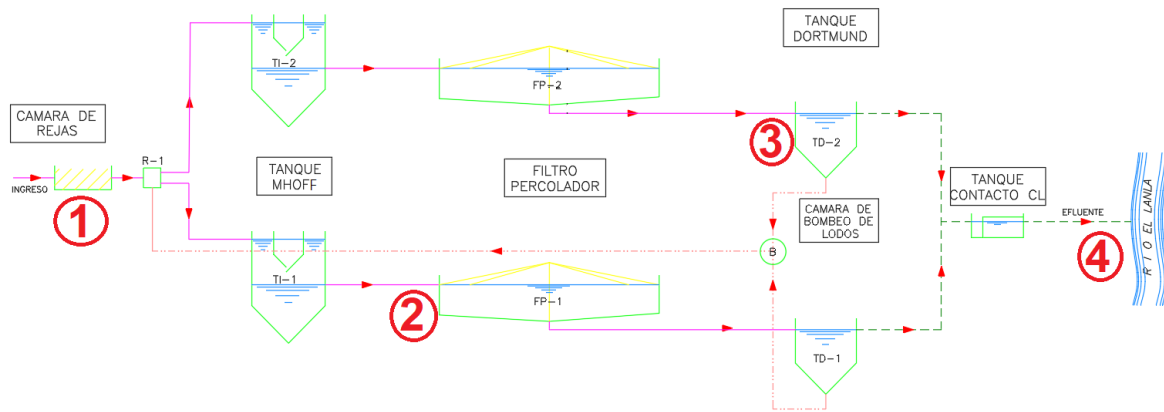 TANQUE
DORTMUND
TI-2
FP-2
CAMARA DE
REJAS
3
TD-2
R-1
TANQUE
MHOFF
FILTRO
PERCOLADOR
TANQUE
CONTACTO CL
INGRESO
1
CAMARA DE
BOMBEO DE
LODOS
EFLUENTE
RIO EL LANLA
B
4
TI-1
FP-1
2
TD-1